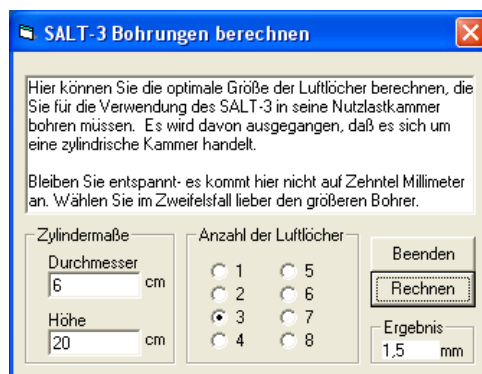 SALT-3 Bohrungen berechnen
Hier können Sie die optimale Größe der Luftlöcher berechnen, die
Sie für die Verwendung des SALT-3 in seine Nutzlastkammer
bohren müssen. Es wird davon ausgegangen, daß es sich um
eine zylindrische Kammer handelt.
Bleiben Sie entspannt- es kommt hier nicht auf Zehntel Millimeter
an. Wählen Sie im Zweifelsfall lieber den größeren Bohrer.
Zylindermaße
Durchmesser
6 cm
Höhe
20 cm
Anzahl der Luftlöcher
1 5
2 6
3 7
4 8
Beenden
Rechnen
Ergebnis
1,5 mm